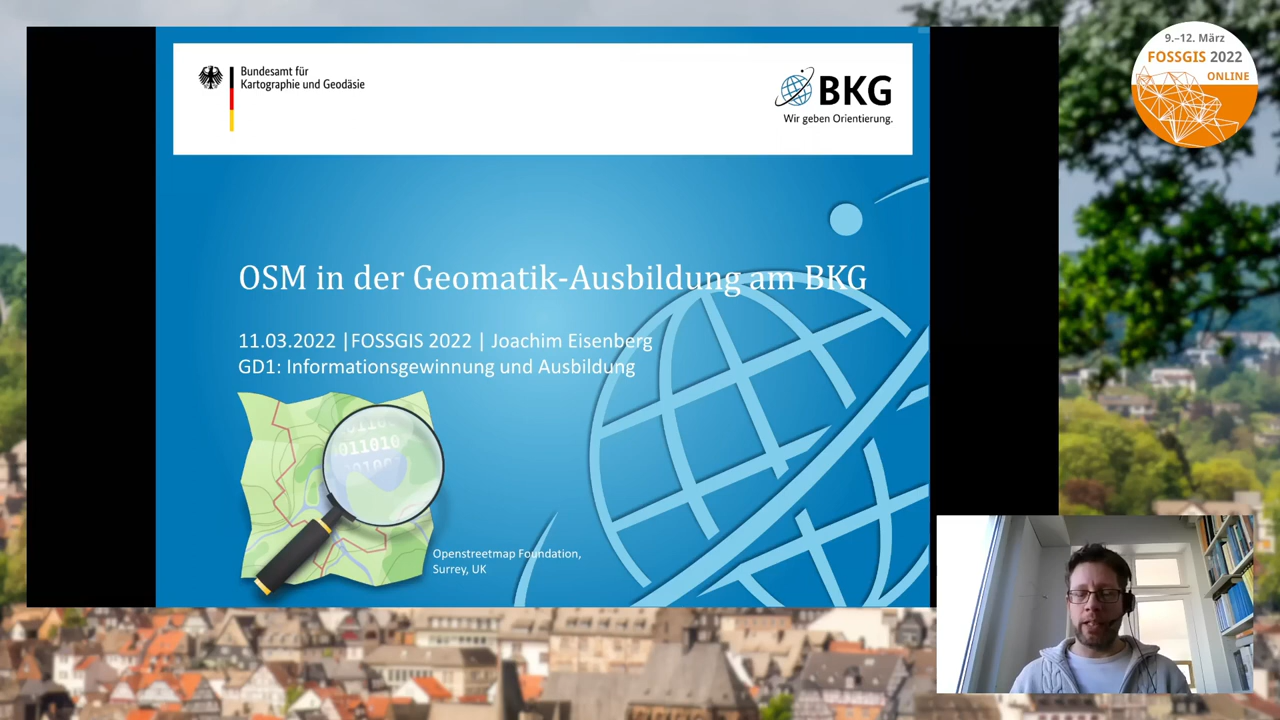 Bundesamt für
Kartographie und Geodäsie
BKG
Wir geben Orientierung.
9.–12. März
FOSSGIS 2022
ONLINE
OSM in der Geomatik-Ausbildung am BKG
11.03.2022 |FOSSGIS 2022 | Joachim Eisenberg
GD1: Informationsgewinnung und Ausbildung
011010
Openstreetmap Foundation,
Surrey, UK